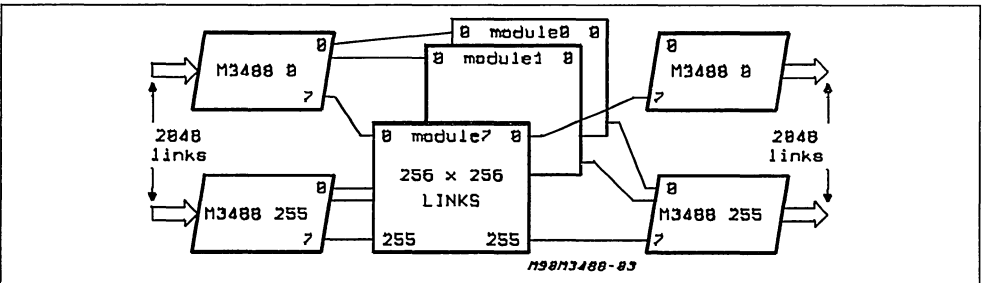 0 module0 0
0 module1 0
0
M3488 0
7
0
M3488 0
7
2048
links
0 module7 0
256 × 256
LINKS
255 255
2048
links
0
M3488 255
7
0
M3488 255
7
M90M3488-03